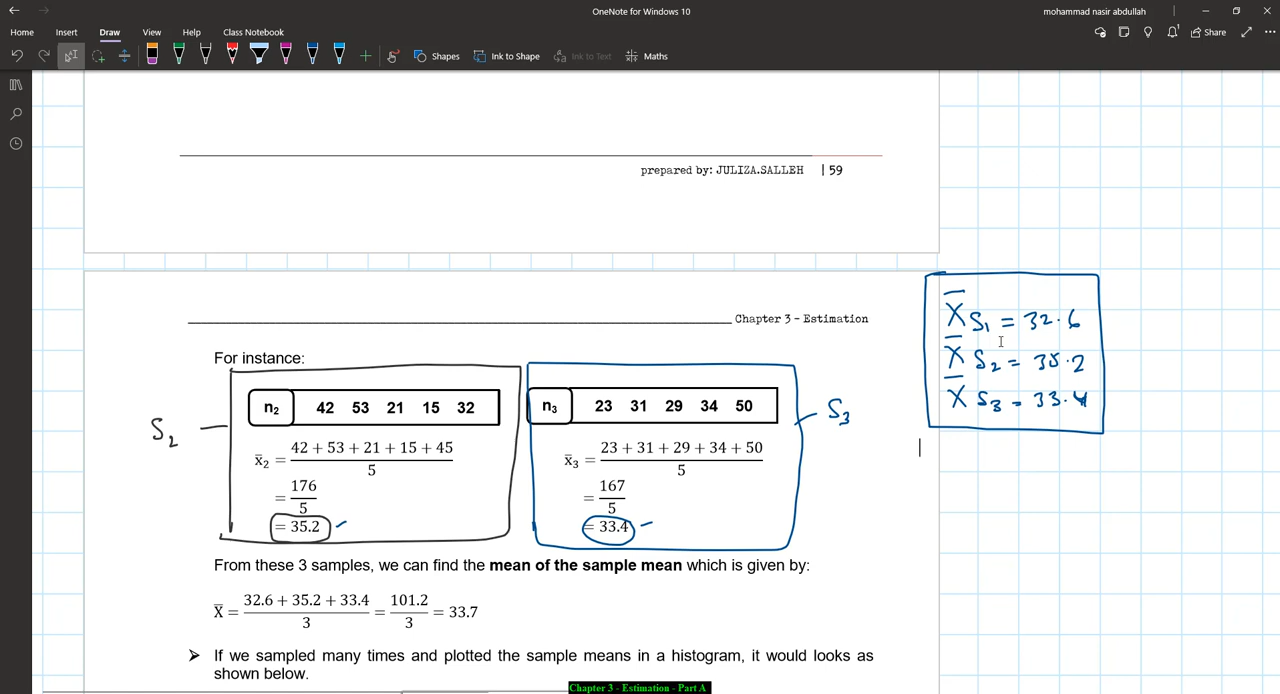 OneNote for Windows 10
mohammad nasir abdullah
Home Insert Draw View Help Class Notebook
Shapes Ink to Shape Ink to Text Maths Share
prepared by: JULIZA.SALLEH | 59
Chapter 3 – Estimation
For instance:
n₂ 42 53 21 15 32
n₃ 23 31 29 34 50
S₂
S₃
x̄₂ = 42 + 53 + 21 + 15 + 45 / 5
= 176 / 5
= 35.2
x̄₃ = 23 + 31 + 29 + 34 + 50 / 5
= 167 / 5
= 33.4
X̄ S₁ = 32.6
X̄ S₂ = 35.2
X̄ S₃ = 33.4
From these 3 samples, we can find the mean of the sample mean which is given by:
X̄ = 32.6 + 35.2 + 33.4 / 3 = 101.2 / 3 = 33.7
➢ If we sampled many times and plotted the sample means in a histogram, it would looks as
shown below.
Chapter 3 - Estimation - Part A